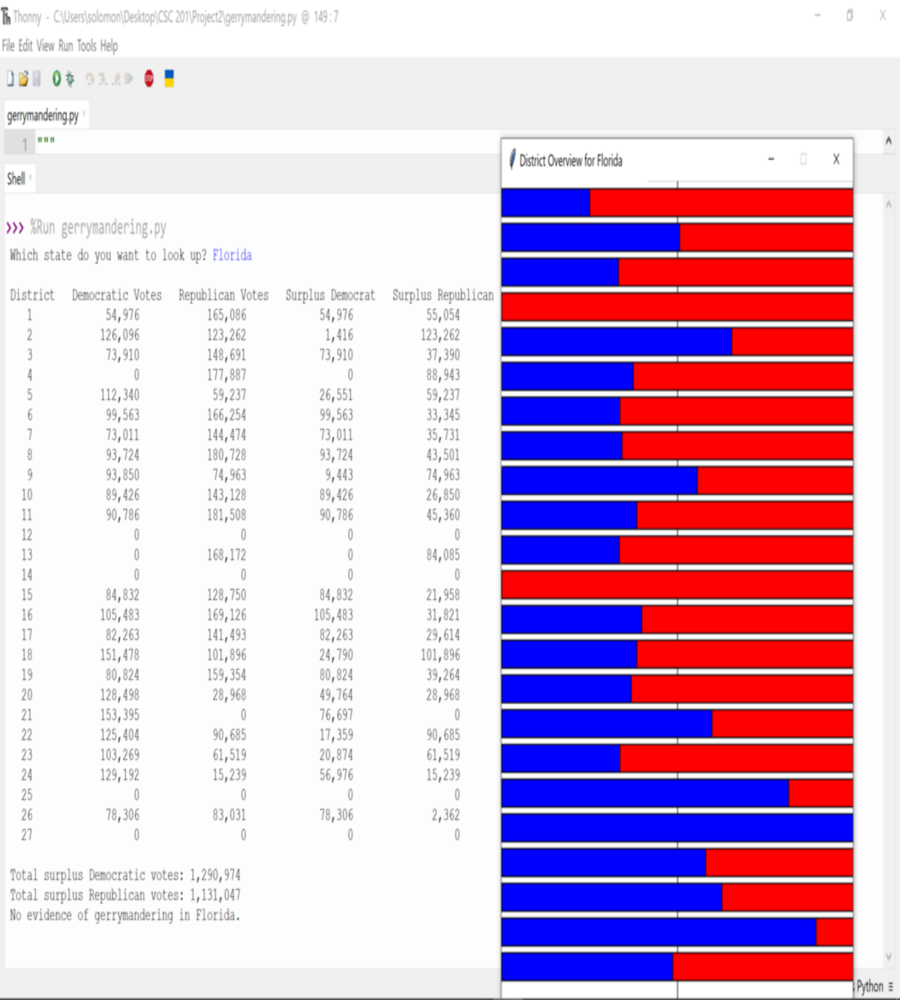 Thonny - C:\Users\solomon\Desktop\CSC 201\Project2\gerrymandering.py @ 149 : 7
File Edit View Run Tools Help
gerrymandering.py
1 """
Shell
>>> %Run gerrymandering.py
Which state do you want to look up? Florida
District Democratic Votes Republican Votes Surplus Democrat Surplus Republican
1 54,976 165,086 54,976 55,054
2 126,096 123,262 1,416 123,262
3 73,910 148,691 73,910 37,390
4 0 177,887 0 88,943
5 112,340 59,237 26,551 59,237
6 99,563 166,254 99,563 33,345
7 73,011 144,474 73,011 35,731
8 93,724 180,728 93,724 43,501
9 93,850 74,963 9,443 74,963
10 89,426 143,128 89,426 26,850
11 90,786 181,508 90,786 45,360
12 0 0 0 0
13 0 168,172 0 84,085
14 0 0 0 0
15 84,832 128,750 84,832 21,958
16 105,483 169,126 105,483 31,821
17 82,263 141,493 82,263 29,614
18 151,478 101,896 24,790 101,896
19 80,824 159,354 80,824 39,264
20 128,498 28,968 49,764 28,968
21 153,395 0 76,697 0
22 125,404 90,685 17,359 90,685
23 103,269 61,519 20,874 61,519
24 129,192 15,239 56,976 15,239
25 0 0 0 0
26 78,306 83,031 78,306 2,362
27 0 0 0 0
Total surplus Democratic votes: 1,290,974
Total surplus Republican votes: 1,131,047
No evidence of gerrymandering in Florida.
District Overview for Florida
Python